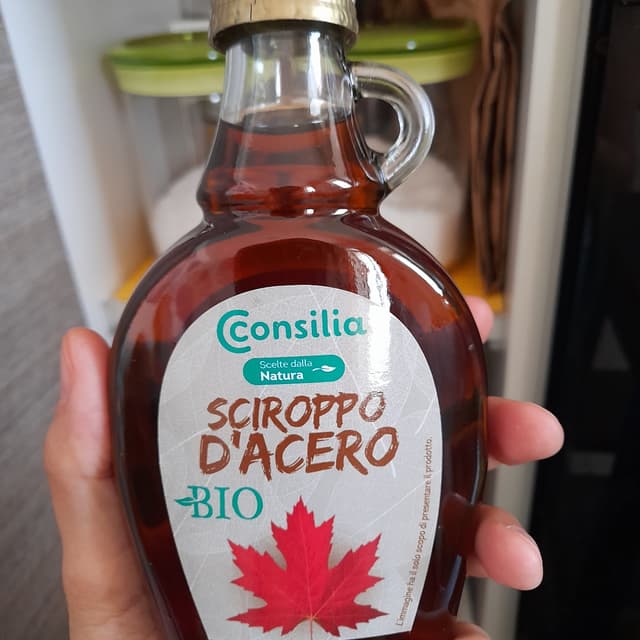 Consilia
Scelte dalla
Natura
SCIROPPO
D'ACERO
BIO
L'immagine ha il solo scopo di presentare il prodotto.